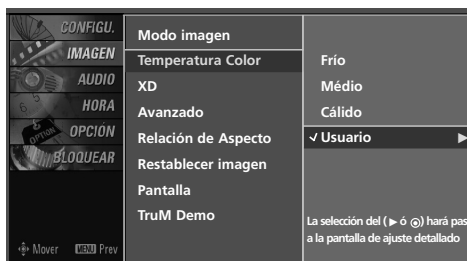 CONFIGU.
IMAGEN
AUDIO
HORA
OPCIÓN
BLOQUEAR
Mover MENU Prev
Modo imagen
Temperatura Color
XD
Avanzado
Relación de Aspecto
Restablecer imagen
Pantalla
TruM Demo
Frío
Médio
Cálido
✓ Usuario ►
La selección del ( ► ó ◉) hará pas
a la pantalla de ajuste detallado